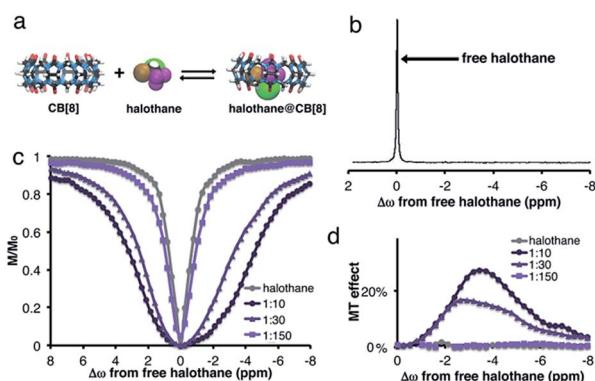 a
+
CB[8]
halothane
halothane@CB[8]
b
free halothane
2 0 -2 -4 -6 -8
Δω from free halothane (ppm)
c
M/M₀
1
0.8
0.6
0.4
0.2
0
8 6 4 2 0 -2 -4 -6 -8
Δω from free halothane (ppm)
halothane
1:10
1:30
1:150
d
MT effect
20%
0%
0 -2 -4 -6 -8
Δω from free halothane (ppm)
halothane
1:10
1:30
1:150